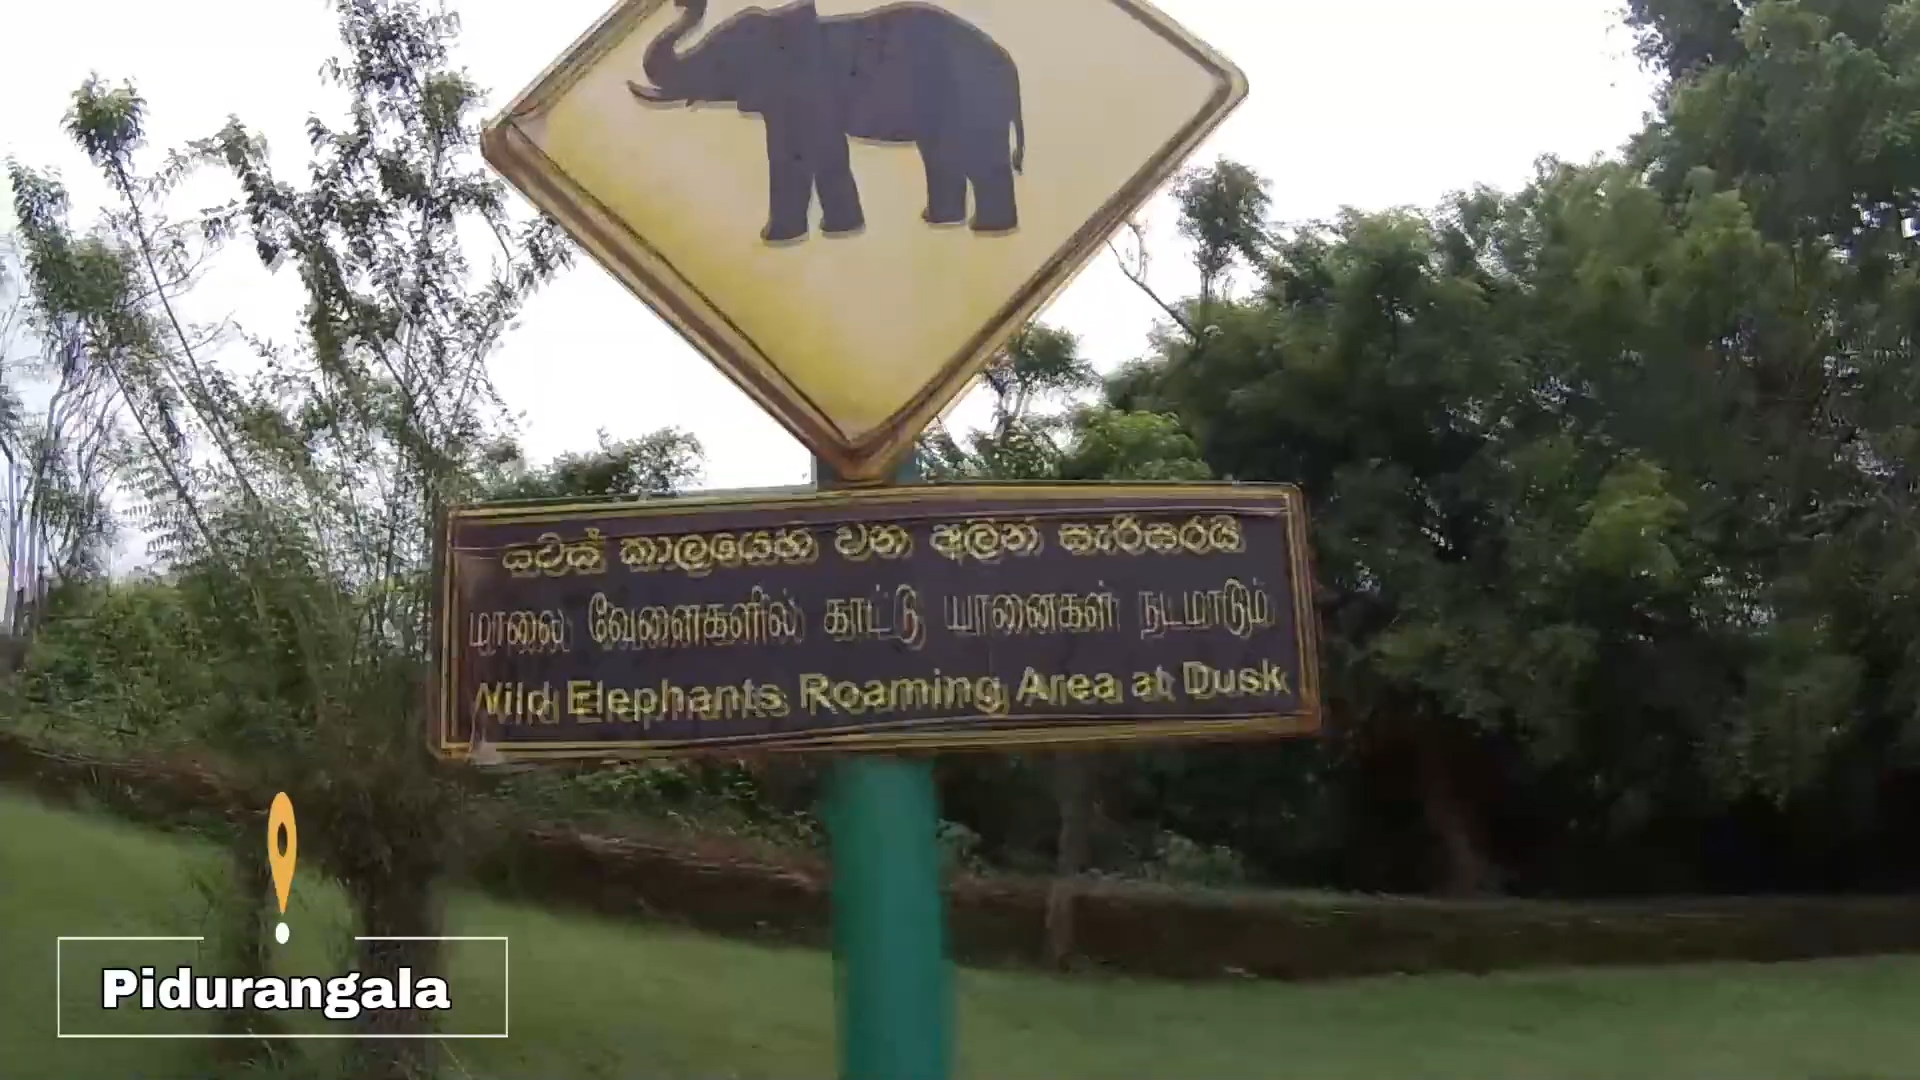 සවස් කාලයෙහි වන අලින් සැරිසරයි
மாலை வேளைகளில் காட்டு யானைகள் நடமாடும்
Wild Elephants Roaming Area at Dusk
Pidurangala